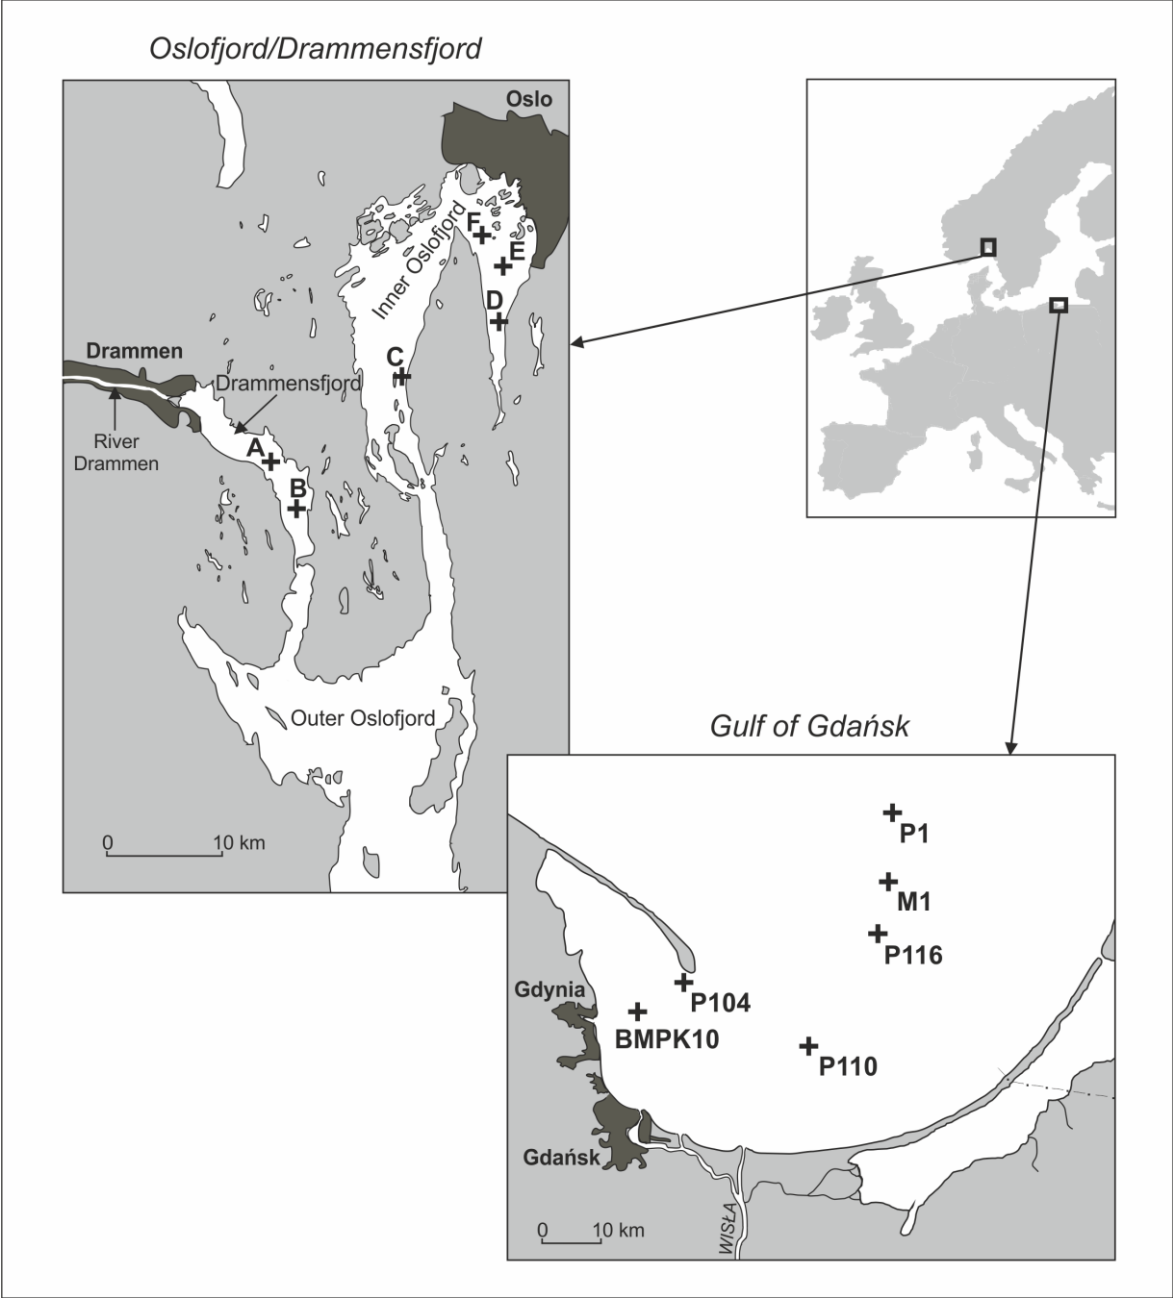 Oslofjord/Drammensfjord
Oslo
Inner Oslofjord
F
E
D
C
Drammen
Drammensfjord
River
Drammen
A
B
Outer Oslofjord
0 10 km
Gulf of Gdańsk
P1
M1
P116
P104
Gdynia
BMPK10
P110
Gdańsk
WISŁA
0 10 km